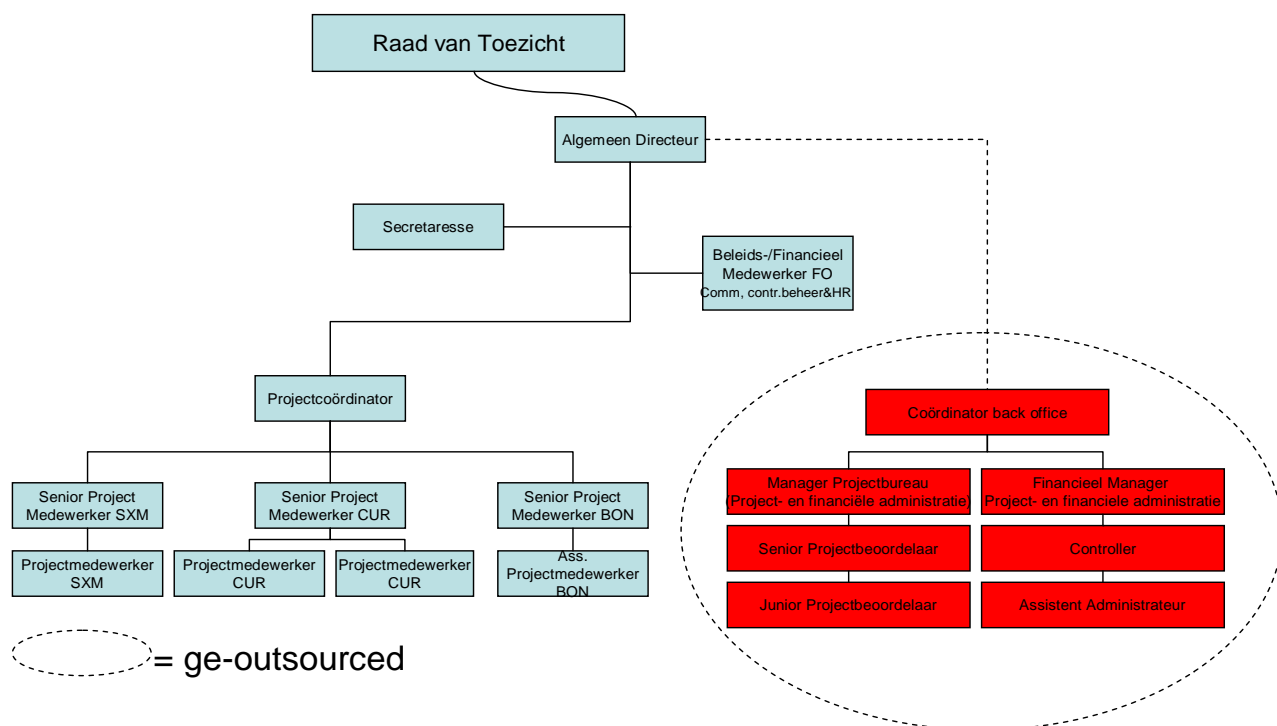 Raad van Toezicht
Algemeen Directeur
Secretaresse
Beleids-/Financieel
Medewerker FO
Comm, contr.beheer&HR
Projectcoördinator
Coördinator back office
Senior Project
Medewerker SXM
Senior Project
Medewerker CUR
Senior Project
Medewerker BON
Manager Projectbureau
(Project- en financiële administratie)
Financieel Manager
Project- en financiele administratie
Projectmedewerker
SXM
Projectmedewerker
CUR
Projectmedewerker
CUR
Ass.
Projectmedewerker
BON
Senior Projectbeoordelaar
Controller
Junior Projectbeoordelaar
Assistent Administrateur
= ge-outsourced